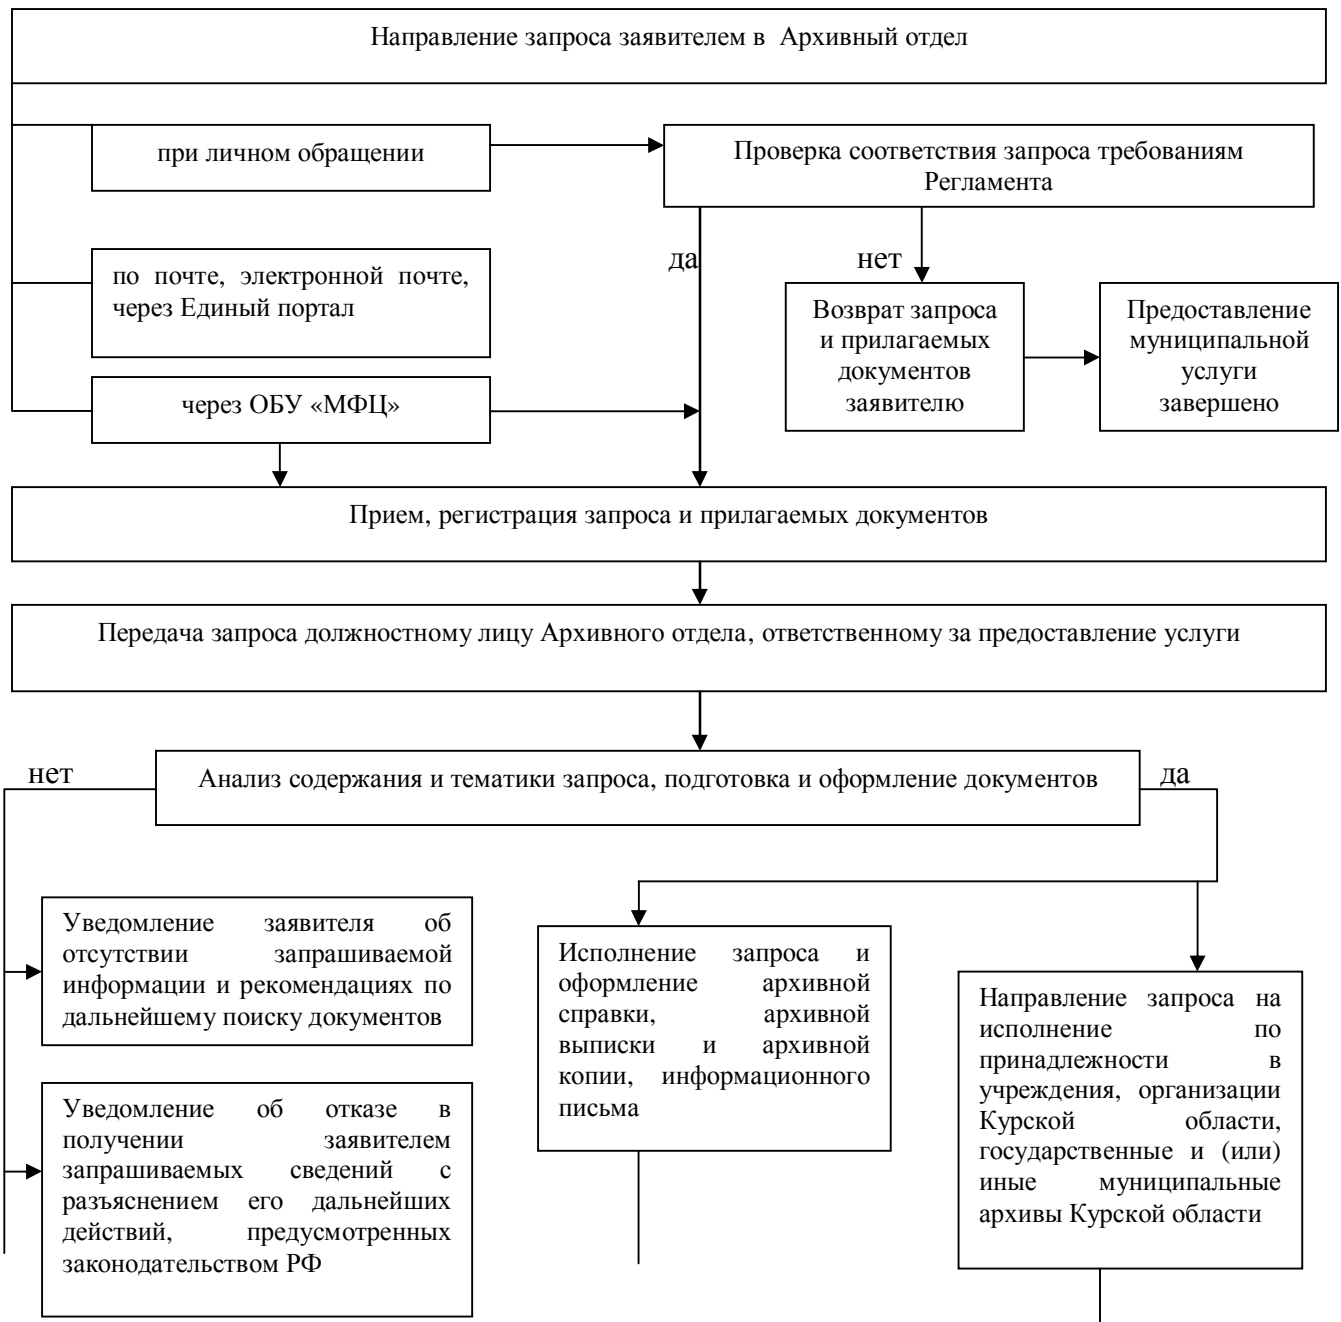 Направление запроса заявителем в Архивный отдел
при личном обращении
Проверка соответствия запроса требованиям
Регламента
да
нет
по почте, электронной почте,
через Единый портал
Возврат запроса
и прилагаемых
документов
заявителю
Предоставление
муниципальной
услуги
завершено
через ОБУ «МФЦ»
Прием, регистрация запроса и прилагаемых документов
Передача запроса должностному лицу Архивного отдела, ответственному за предоставление услуги
нет
Анализ содержания и тематики запроса, подготовка и оформление документов
да
Уведомление заявителя об
отсутствии запрашиваемой
информации и рекомендациях по
дальнейшему поиску документов
Исполнение запроса и
оформление архивной
справки, архивной
выписки и архивной
копии, информационного
письма
Направление запроса на
исполнение по
принадлежности в
учреждения, организации
Курской области,
государственные и (или)
иные муниципальные
архивы Курской области
Уведомление об отказе в
получении заявителем
запрашиваемых сведений с
разъяснением его дальнейших
действий, предусмотренных
законодательством РФ